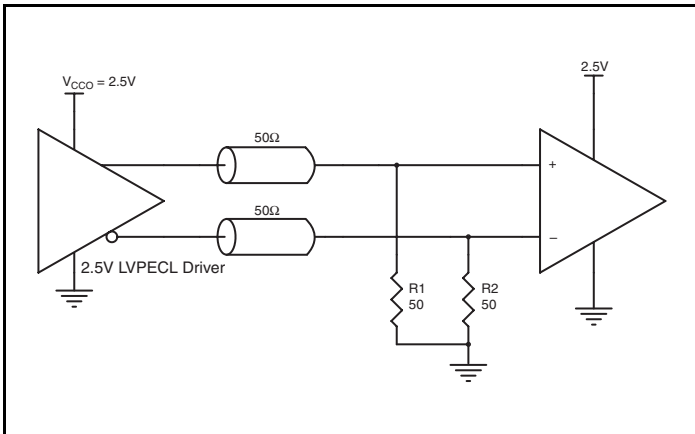 V_CCO = 2.5V
2.5V
50Ω
+
50Ω
–
2.5V LVPECL Driver
R1
50
R2
50